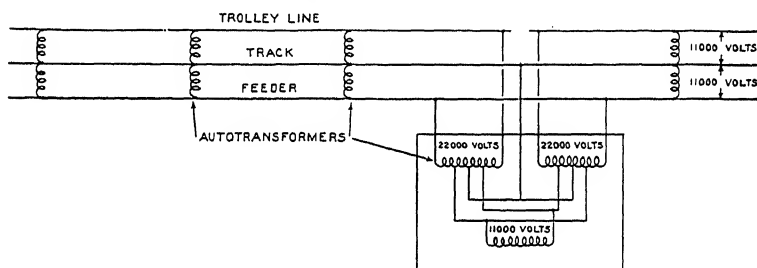 TROLLEY LINE
TRACK
11000 VOLTS
FEEDER
11000 VOLTS
AUTOTRANSFORMERS
22000 VOLTS
22000 VOLTS
11000 VOLTS